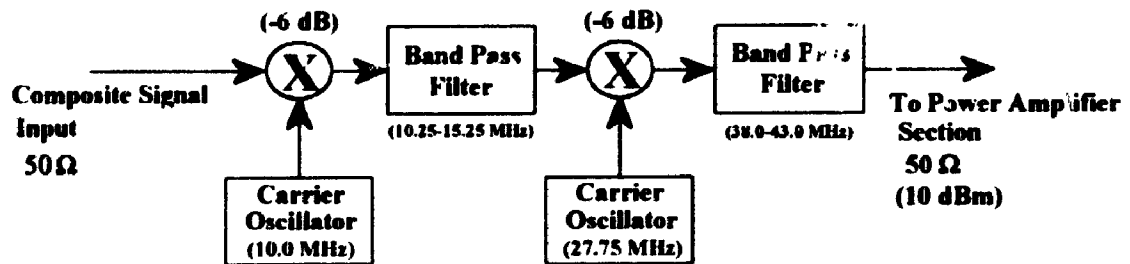 (-6 dB)
(-6 dB)
X
Band Pass
Filter
X
Band Pass
Filter
Composite Signal
Input
50 Ω
(10.25-15.25 MHz)
(38.0-43.0 MHz)
To Power Amplifier
Section
50 Ω
(10 dBm)
Carrier
Oscillator
(10.0 MHz)
Carrier
Oscillator
(27.75 MHz)